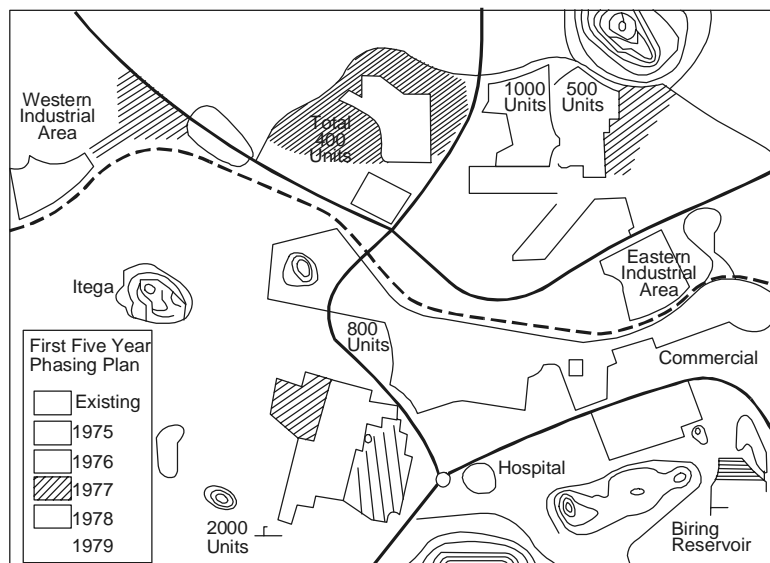 Western
Industrial
Area
Total
400
Units
1000
Units
500
Units
Itega
Eastern
Industrial
Area
800
Units
Commercial
First Five Year
Phasing Plan
Existing
1975
1976
1977
1978
1979
Hospital
2000
Units
Biring
Reservoir